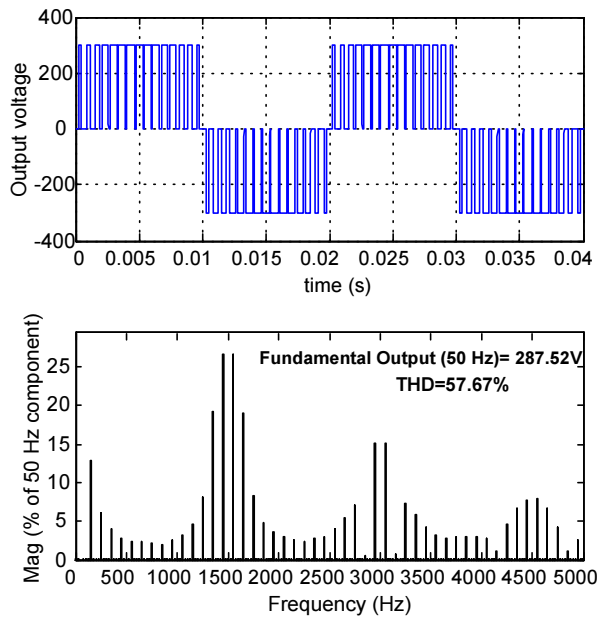 Output voltage
400
200
0
-200
-400
0 0.005 0.01 0.015 0.02 0.025 0.03 0.035 0.04
time (s)
Mag (% of 50 Hz component)
Fundamental Output (50 Hz)= 287.52V
THD=57.67%
25
20
15
10
5
0
0 500 1000 1500 2000 2500 3000 3500 4000 4500 5000
Frequency (Hz)